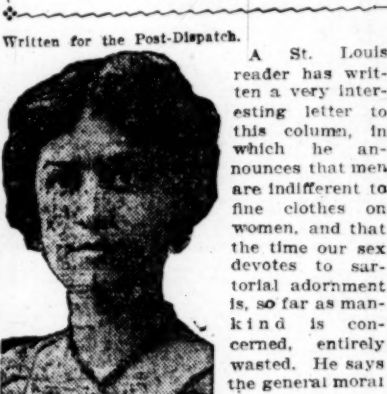 Written for the Post-Dispatch.
A St. Louis
reader has writ-
ten a very inter-
esting letter to
this column, in
which he an-
nounces that men
are indifferent to
fine clothes on
women, and that
the time our sex
devotes to sar-
torial adornment
is, so far as man-
kind is con-
cerned, entirely
wasted. He says
the general moral